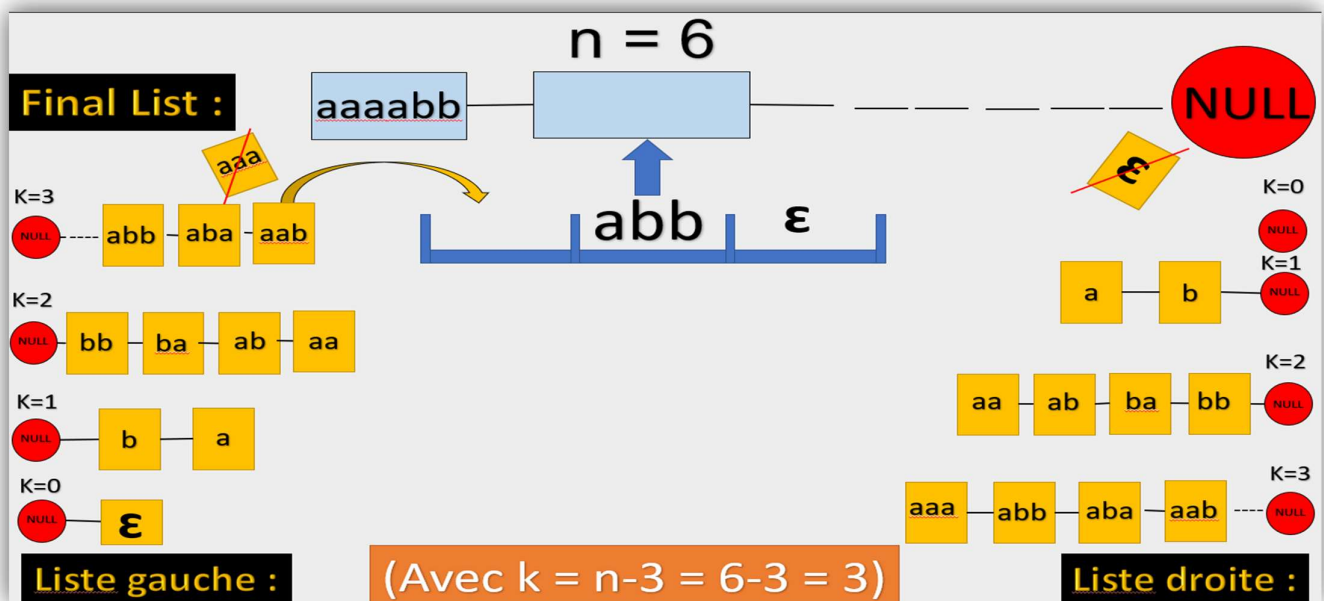 n = 6
Final List :
aaaabb
NULL
aaa
ε
K=3
NULL
abb
aba
aab
abb
ε
K=0
NULL
K=1
a
b
NULL
K=2
NULL
bb
ba
ab
aa
K=2
aa
ab
ba
bb
NULL
K=1
NULL
b
a
K=0
NULL
ε
K=3
aaa
abb
aba
aab
NULL
Liste gauche :
(Avec k = n-3 = 6-3 = 3)
Liste droite :